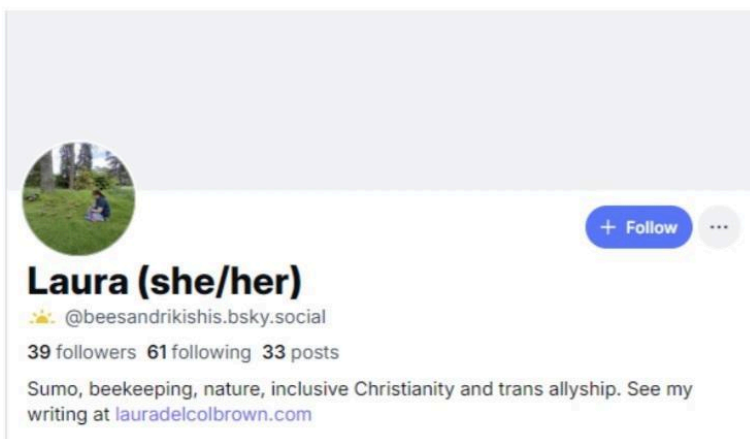 + Follow
...
Laura (she/her)
@beesandrikishis.bsky.social
39 followers 61 following 33 posts
Sumo, beekeeping, nature, inclusive Christianity and trans allyship. See my
writing at lauradelcolbrown.com